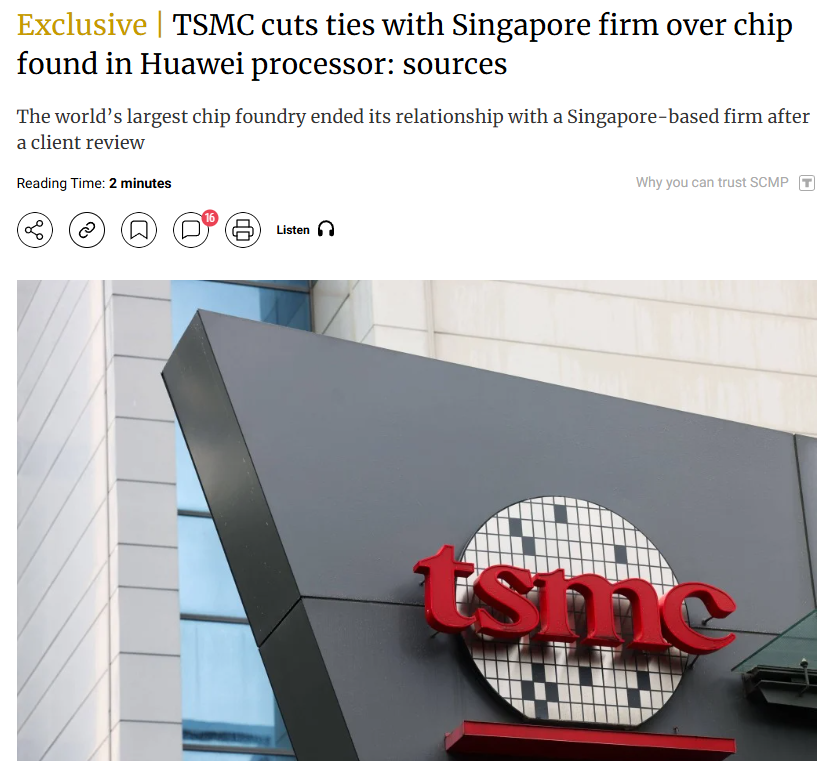 Exclusive | TSMC cuts ties with Singapore firm over chip
found in Huawei processor: sources
The world’s largest chip foundry ended its relationship with a Singapore-based firm after
a client review
Reading Time: 2 minutes
Why you can trust SCMP T
16
Listen
tsmc